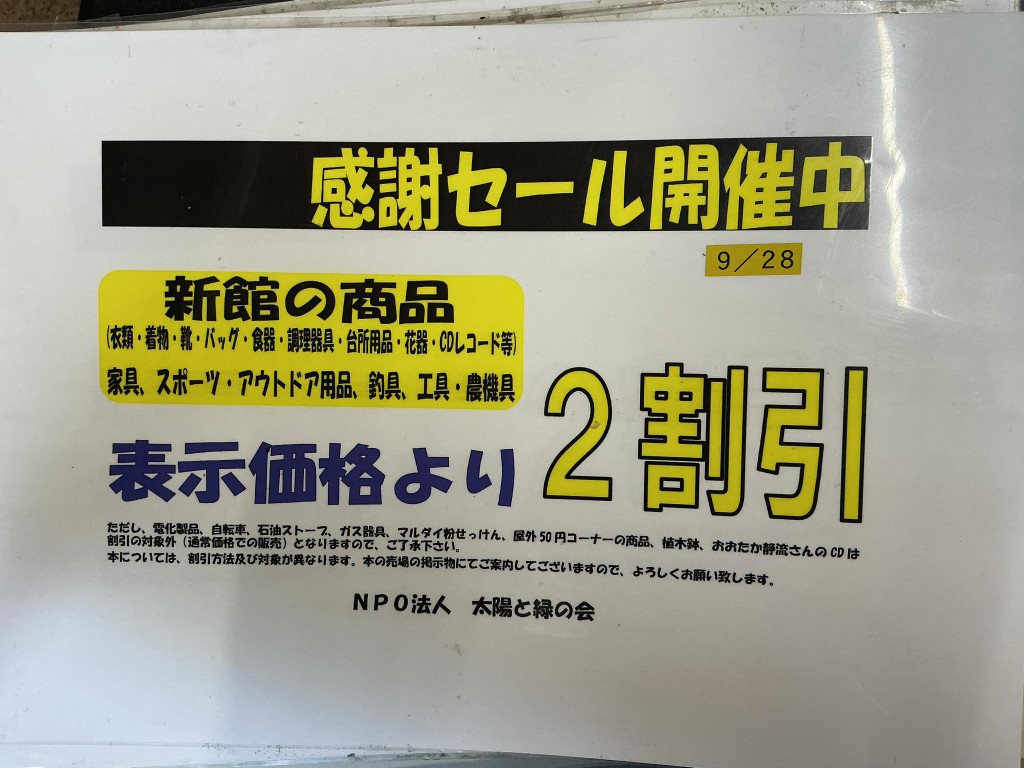 感謝セール開催中
9／28
新館の商品
(衣類・着物・靴・バッグ・食器・調理器具・台所用品・花器・CDレコード等)
家具、スポーツ・アウトドア用品、釣具、工具・農機具
表示価格より
2割引
ただし、電化製品、自転車、石油ストーブ、ガス器具、マルダイ粉せっけん、屋外50円コーナーの商品、植木鉢、おおたか静流さんのCDは
割引の対象外（通常価格での販売）となりますので、ご了承下さい。
本については、割引方法及び対象が異なります。本の売場の掲示物にてご案内してございますので、よろしくお願い致します。
NPO法人　太陽と緑の会